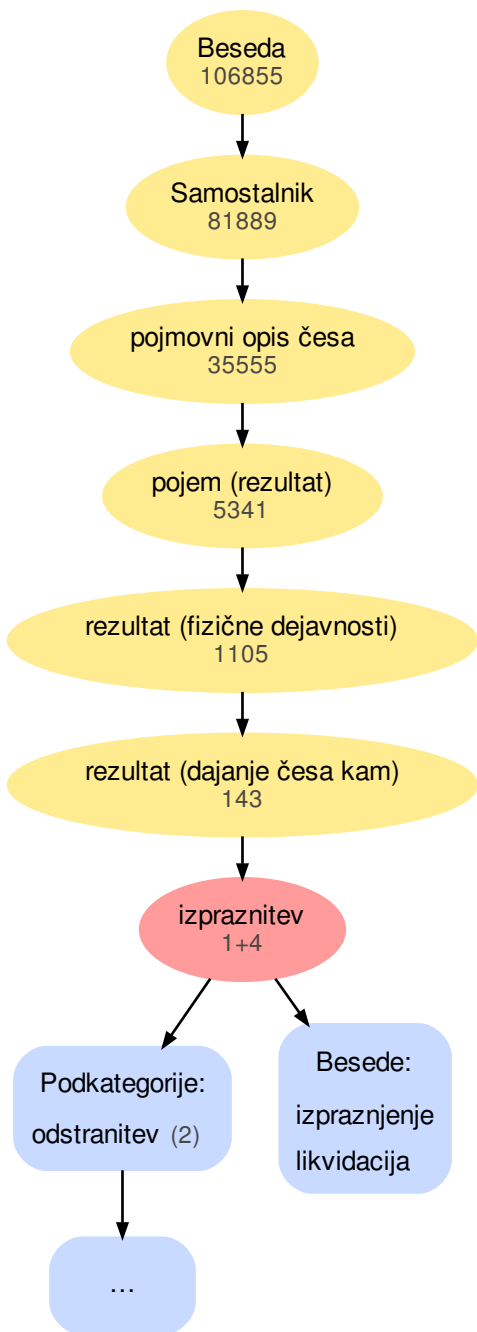 Beseda
106855
Samostalnik
81889
pojmovni opis česa
35555
pojem (rezultat)
5341
rezultat (fizične dejavnosti)
1105
rezultat (dajanje česa kam)
143
izpraznitev
1+4
Podkategorije:
odstranitev (2)
Besede:
izpraznjenje
likvidacija
...